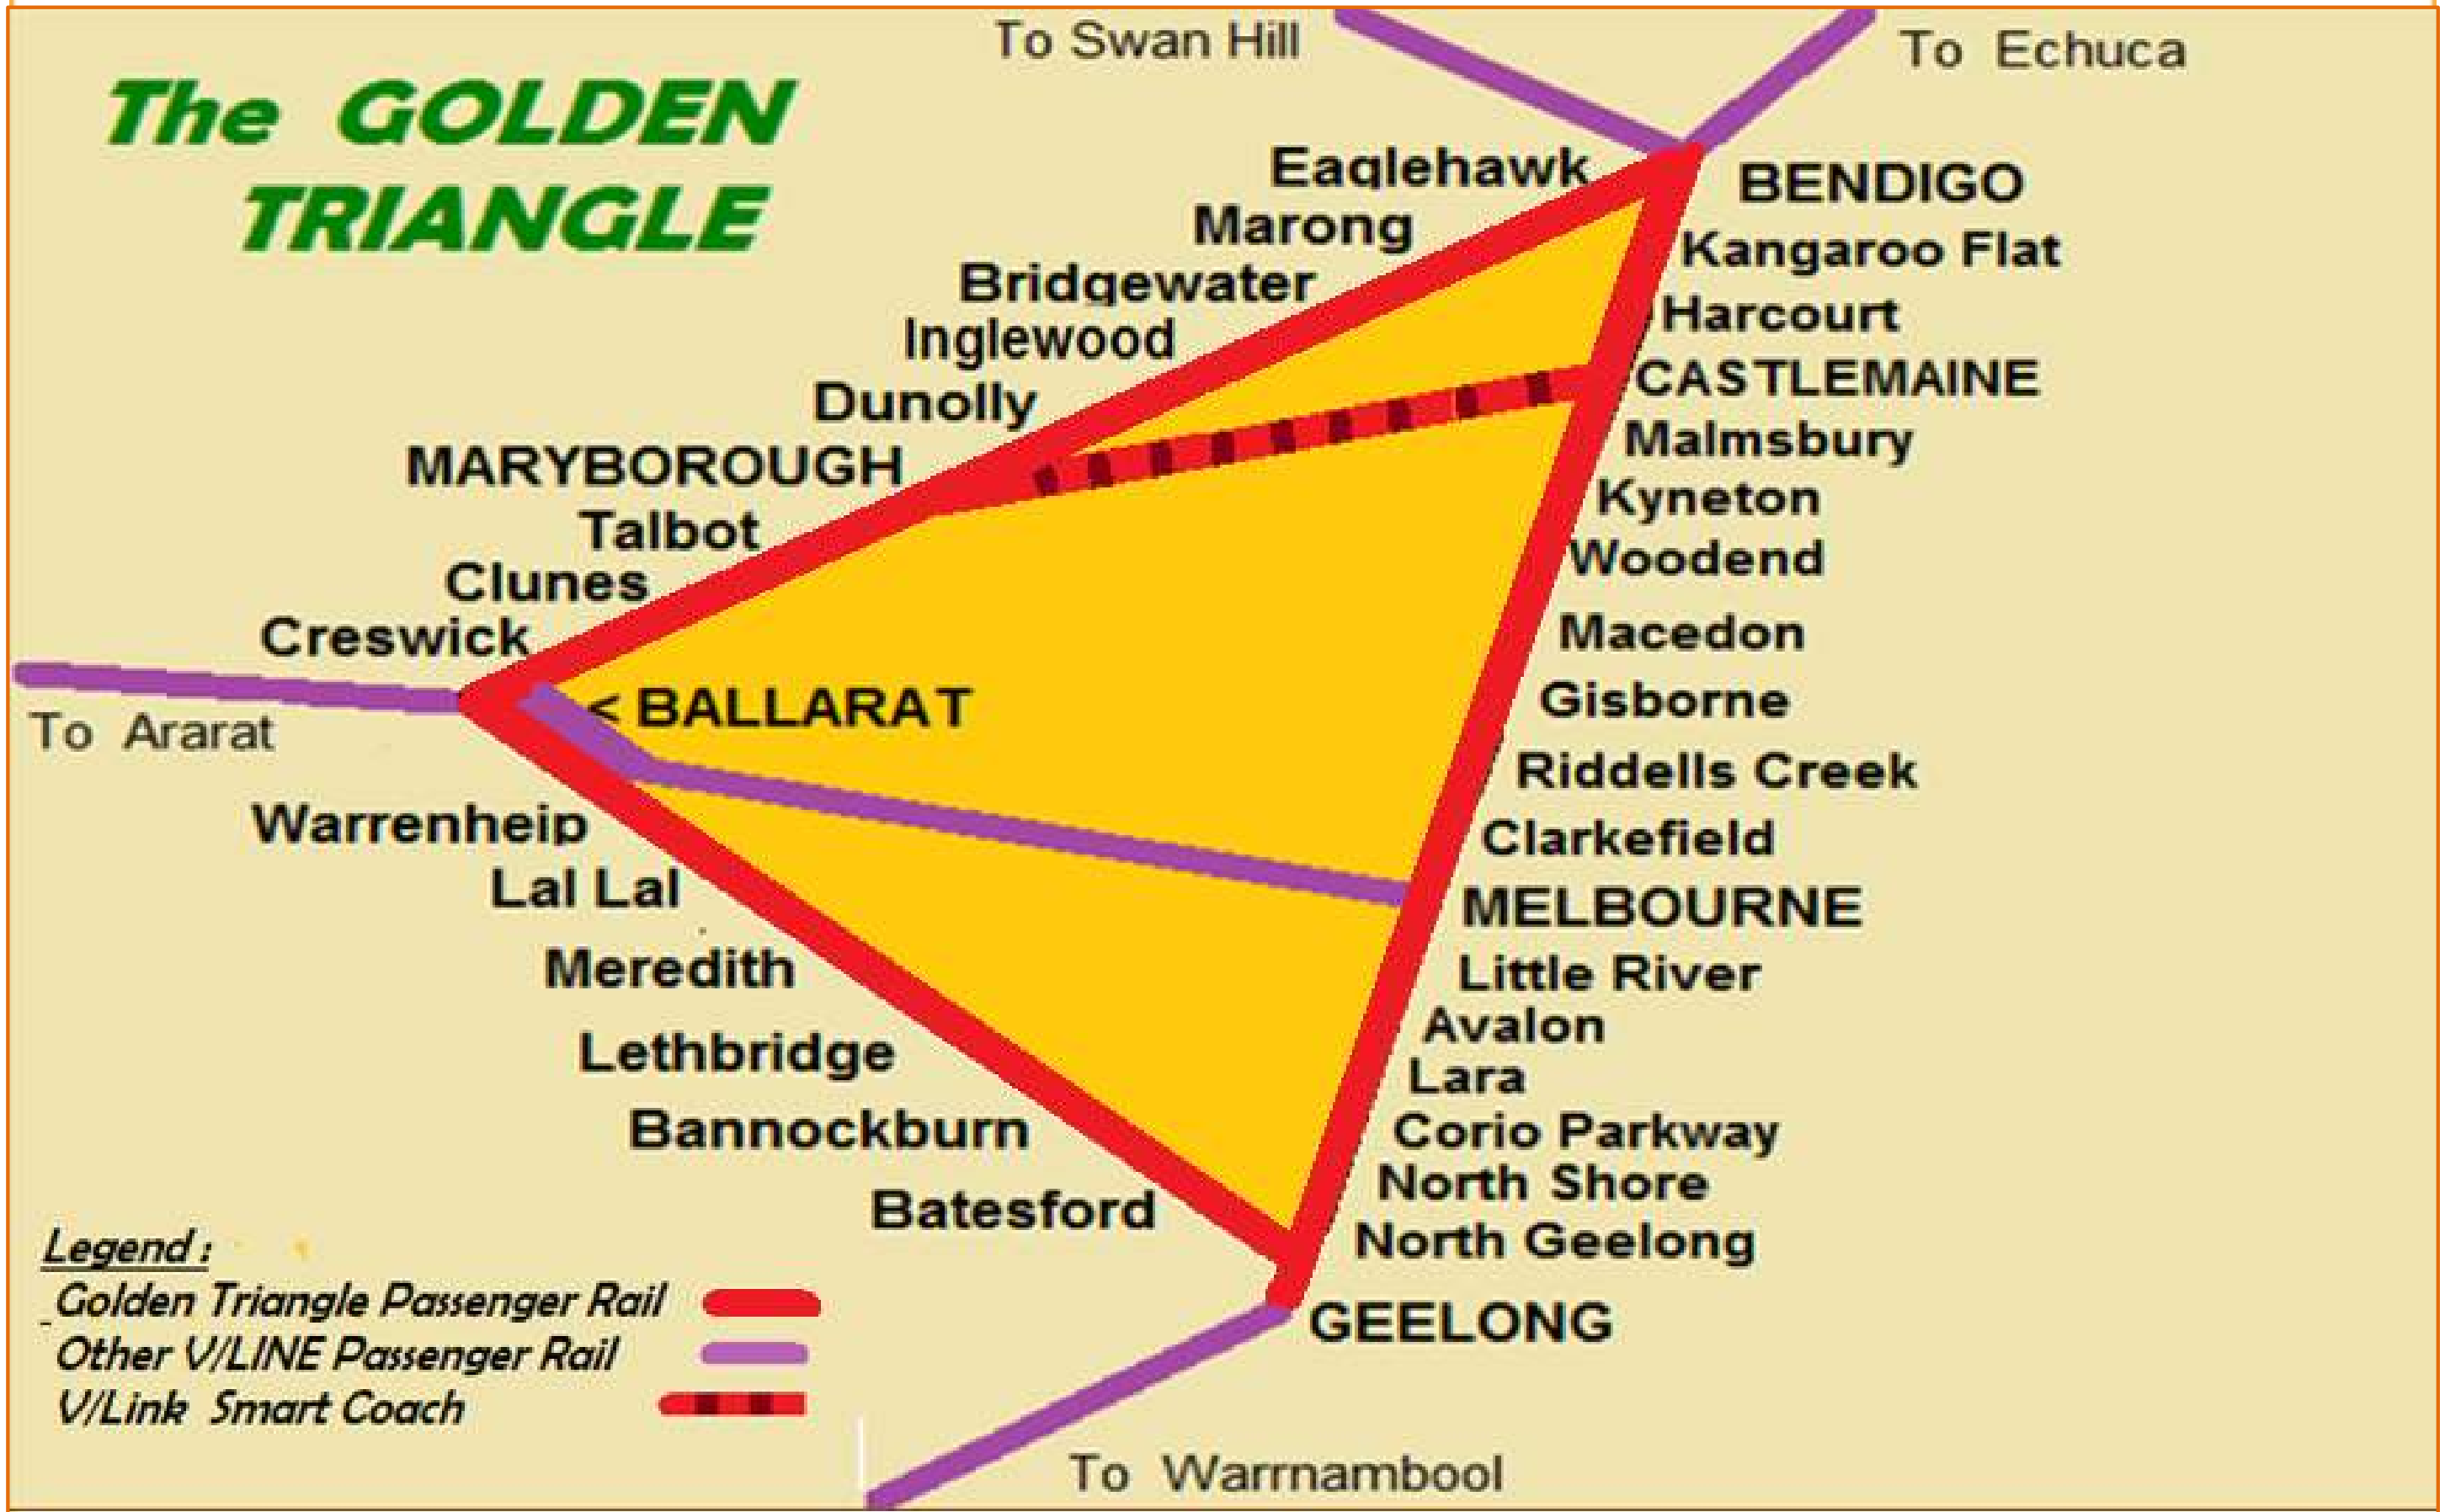 To Swan Hill
To Echuca
The GOLDEN
TRIANGLE
Eaglehawk
Marong
Bridgewater
Inglewood
Dunolly
MARYBOROUGH
Talbot
Clunes
Creswick
To Ararat
< BALLARAT
BENDIGO
Kangaroo Flat
Harcourt
CASTLEMAINE
Malmsbury
Kyneton
Woodend
Macedon
Gisborne
Riddells Creek
Clarkefield
MELBOURNE
Little River
Avalon
Lara
Corio Parkway
North Shore
North Geelong
GEELONG
Warrenheip
Lal Lal
Meredith
Lethbridge
Bannockburn
Batesford
To Warrnambool
Legend :
Golden Triangle Passenger Rail
Other V/LINE Passenger Rail
V/Link Smart Coach